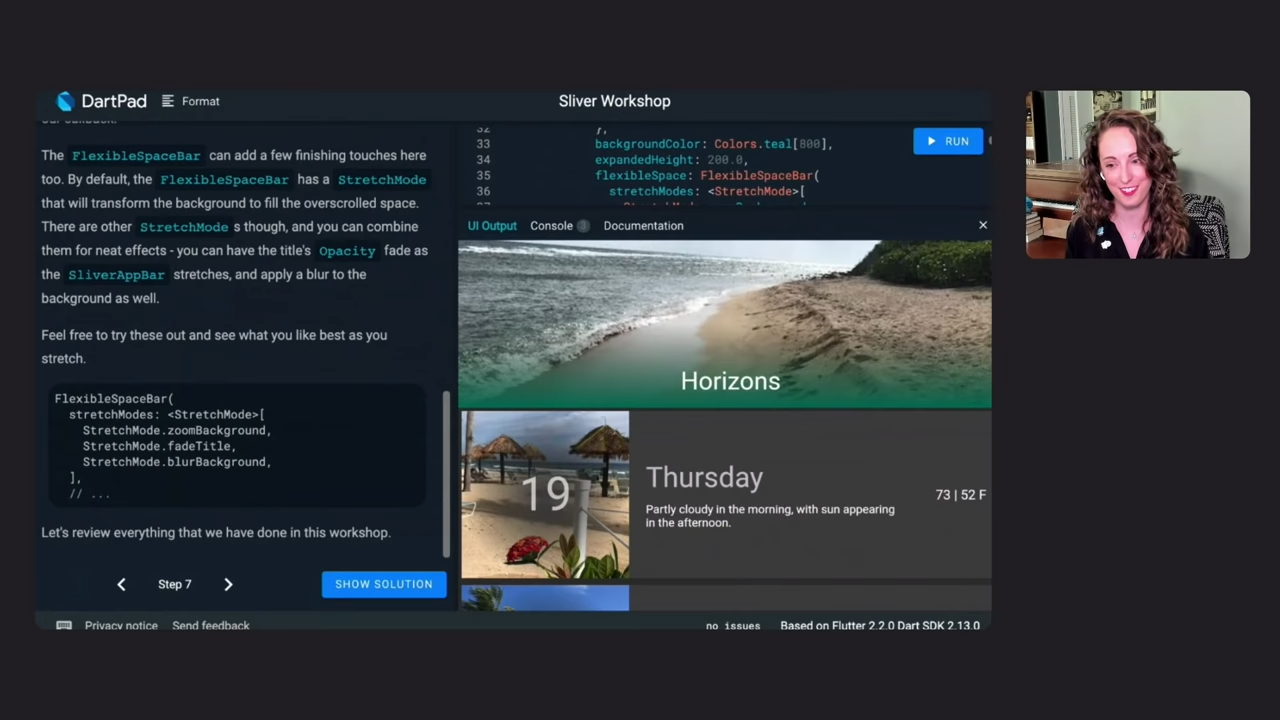 DartPad
Format
Sliver Workshop
our callback.
The FlexibleSpaceBar can add a few finishing touches here
too. By default, the FlexibleSpaceBar has a StretchMode
that will transform the background to fill the overscrolled space.
There are other StretchMode s though, and you can combine
them for neat effects - you can have the title's Opacity fade as
the SliverAppBar stretches, and apply a blur to the
background as well.
Feel free to try these out and see what you like best as you
stretch.
FlexibleSpaceBar(
stretchModes: <StretchMode>[
StretchMode.zoomBackground,
StretchMode.fadeTitle,
StretchMode.blurBackground,
],
// ...
Let's review everything that we have done in this workshop.
Step 7
SHOW SOLUTION
32 },
33 backgroundColor: Colors.teal[800],
34 expandedHeight: 200.0,
35 flexibleSpace: FlexibleSpaceBar(
36 stretchModes: <StretchMode>[
RUN
UI Output
Console 3
Documentation
Horizons
19
Thursday
Partly cloudy in the morning, with sun appearing
in the afternoon.
73 | 52 F
Privacy notice
Send feedback
no issues
Based on Flutter 2.2.0 Dart SDK 2.13.0